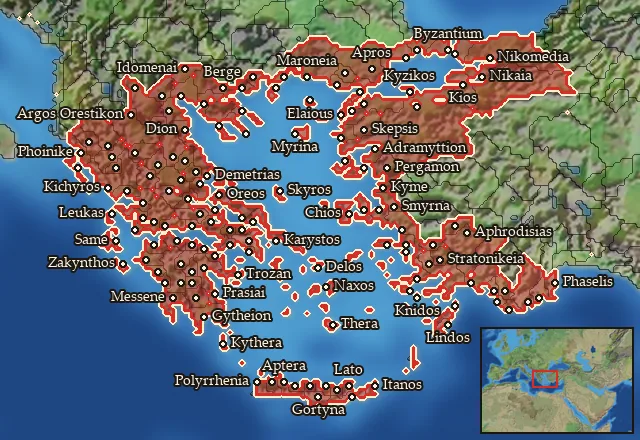 Byzantium
Apros
Maroneia
Nikomedia
Idomenai
Berge
Kyzikos
Nikaia
Kios
Argos Orestikon
Elaious
Dion
Skepsis
Myrina
Adramyttion
Phoinike
Pergamon
Demetrias
Kichyros
Oreos
Skyros
Kyme
Leukas
Chios
Smyrna
Same
Karystos
Aphrodisias
Zakynthos
Trozan
Delos
Stratonikeia
Messene
Prasiai
Naxos
Phaselis
Gytheion
Thera
Knidos
Kythera
Lindos
Aptera
Lato
Polyrrhenia
Itanos
Gortyna